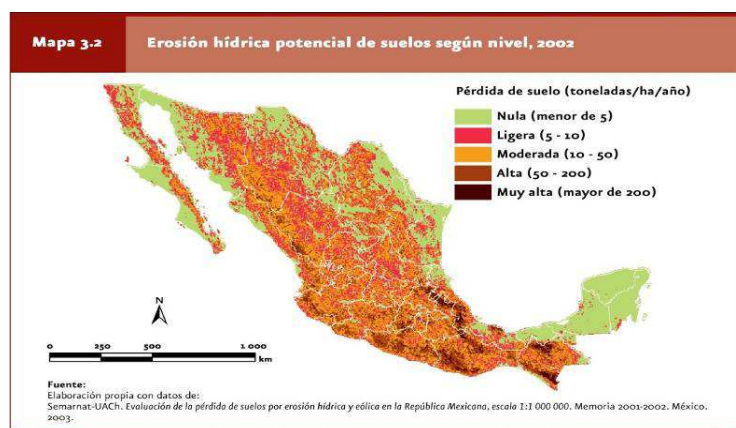 Mapa 3.2
Erosión hídrica potencial de suelos según nivel, 2002
Pérdida de suelo (toneladas/ha/año)
Nula (menor de 5)
Ligera (5 - 10)
Moderada (10 - 50)
Alta (50 - 200)
Muy alta (mayor de 200)
N
0 250 500 1 000
km
Fuente:
Elaboración propia con datos de:
Semarnat-UACh. Evaluación de la pérdida de suelos por erosión hídrica y eólica en la República Mexicana, escala 1:1 000 000. Memoria 2001-2002. México.
2003.